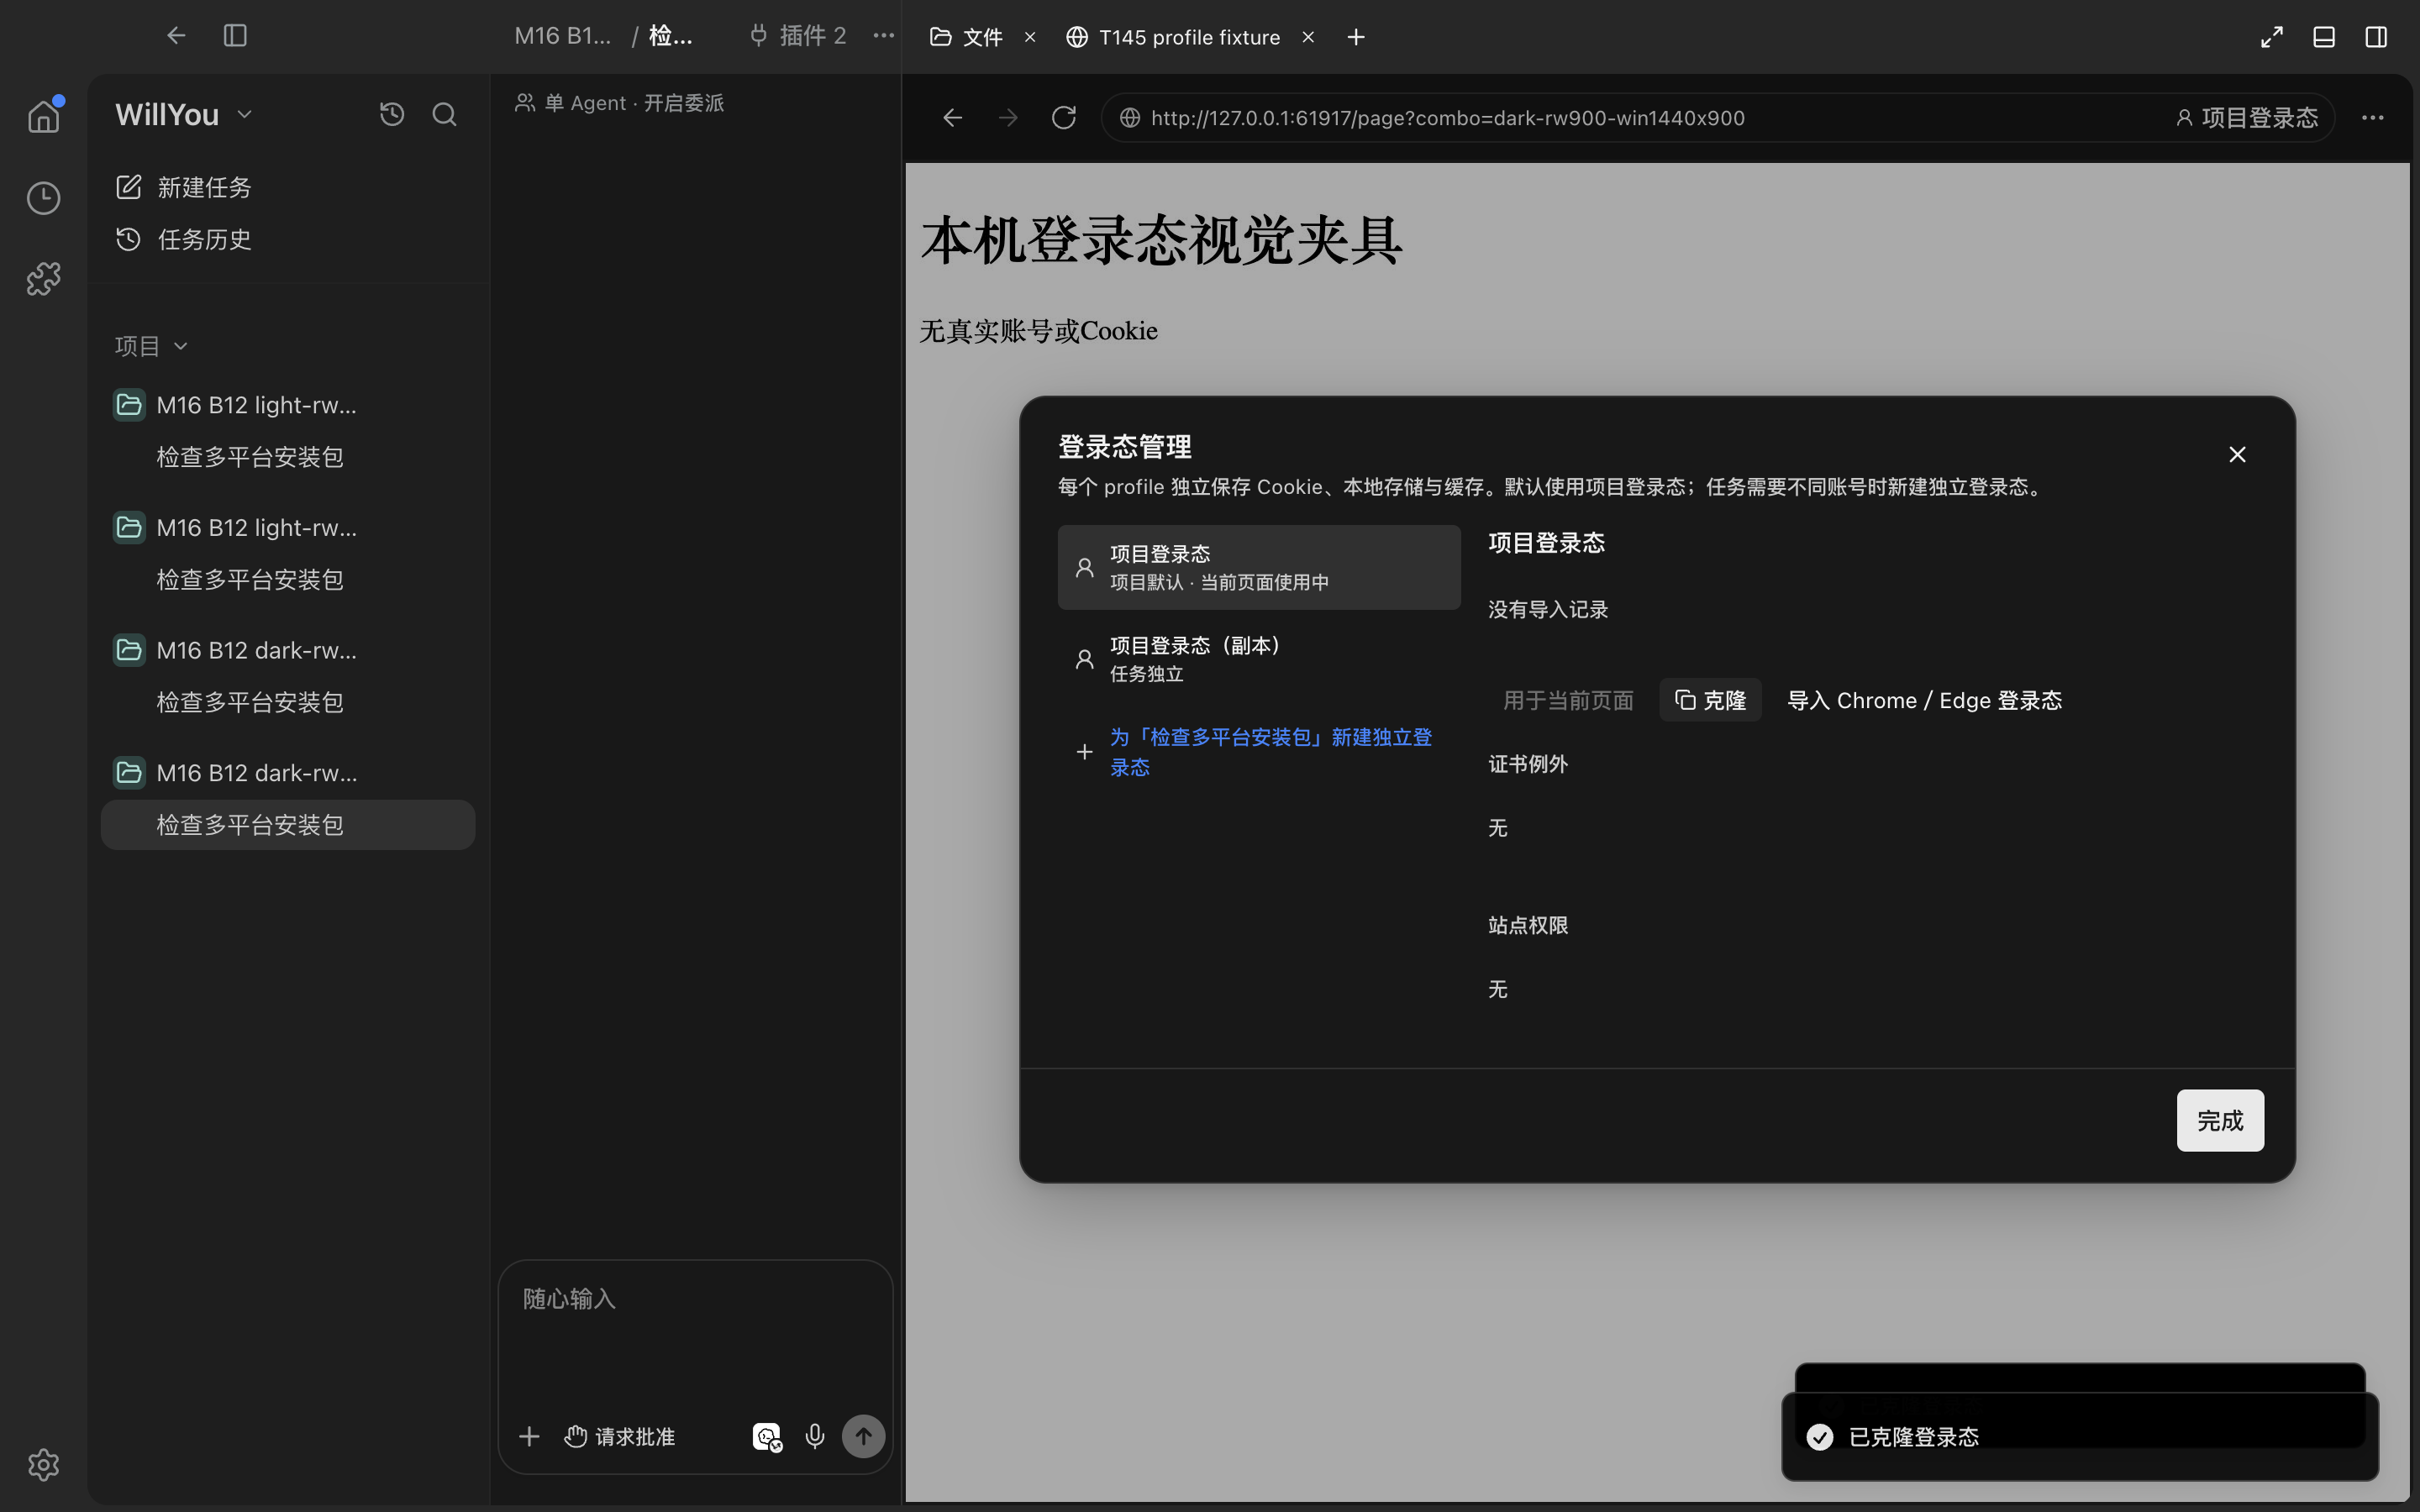 M16 B1... / 检...
插件 2
文件
T145 profile fixture
WillYou
新建任务
任务历史
项目
M16 B12 light-rw...
检查多平台安装包
M16 B12 light-rw...
检查多平台安装包
M16 B12 dark-rw...
检查多平台安装包
M16 B12 dark-rw...
检查多平台安装包
单 Agent · 开启委派
随心输入
请求批准
http://127.0.0.1:61917/page?combo=dark-rw900-win1440x900
项目登录态
本机登录态视觉夹具
无真实账号或Cookie
登录态管理
每个 profile 独立保存 Cookie、本地存储与缓存。默认使用项目登录态；任务需要不同账号时新建独立登录态。
项目登录态
项目默认 · 当前页面使用中
项目登录态（副本）
任务独立
为「检查多平台安装包」新建独立登
录态
项目登录态
没有导入记录
用于当前页面
克隆
导入 Chrome / Edge 登录态
证书例外
无
站点权限
无
完成
已克隆登录态